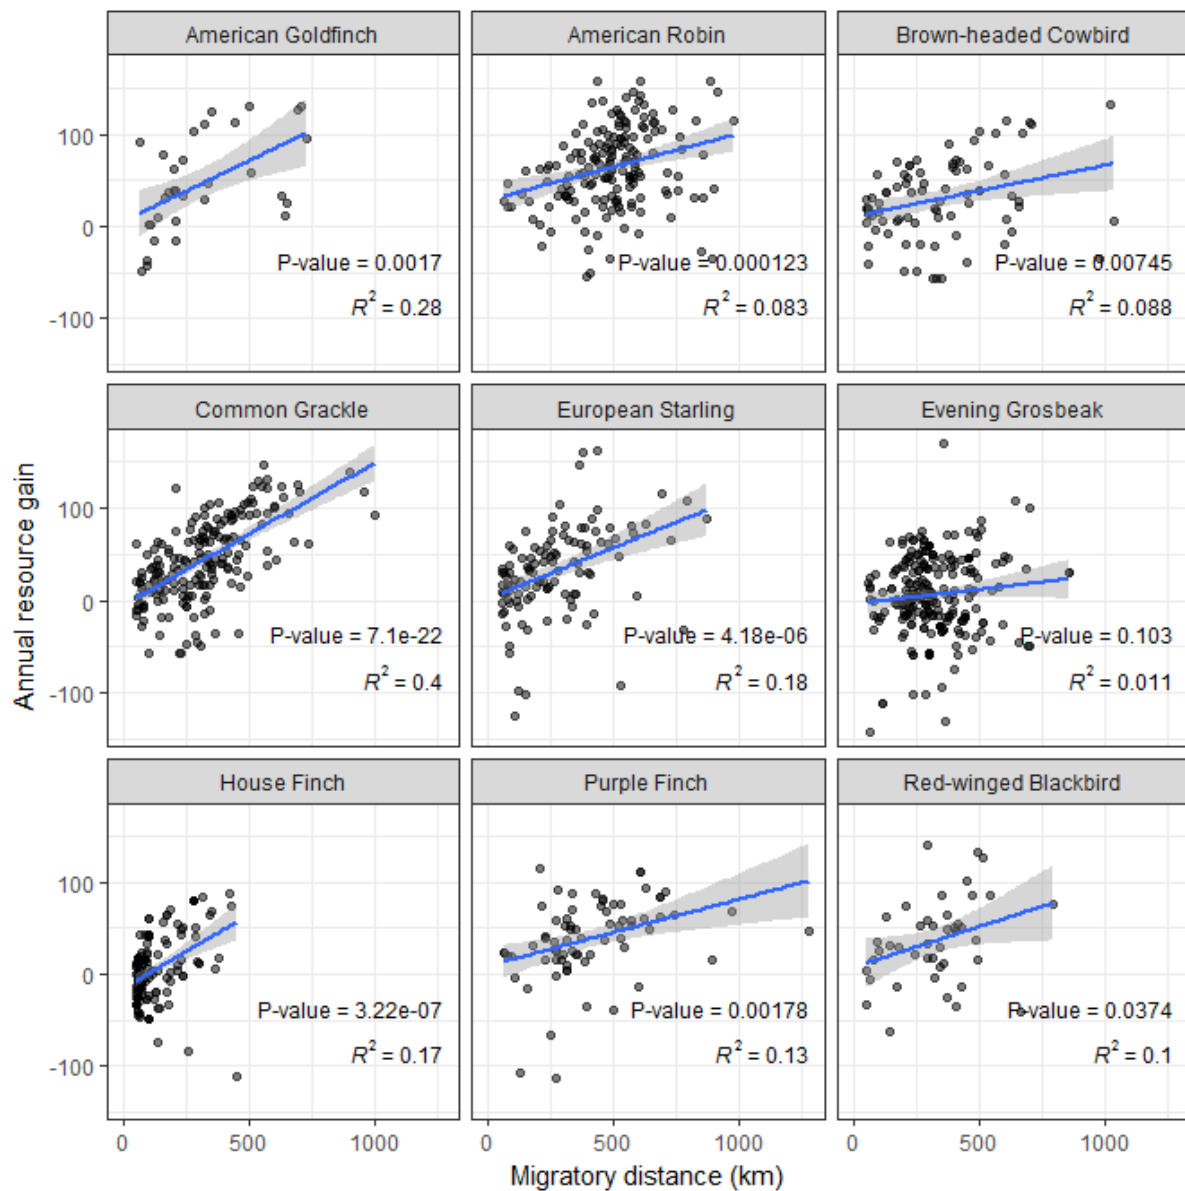 American Goldfinch
American Robin
Brown-headed Cowbird
100
0
-100
P-value = 0.0017
R² = 0.28
P-value = 0.000123
R² = 0.083
P-value = 0.00745
R² = 0.088
Common Grackle
European Starling
Evening Grosbeak
Annual resource gain
100
0
-100
P-value = 7.1e-22
R² = 0.4
P-value = 4.18e-06
R² = 0.18
P-value = 0.103
R² = 0.011
House Finch
Purple Finch
Red-winged Blackbird
100
0
-100
P-value = 3.22e-07
R² = 0.17
P-value = 0.00178
R² = 0.13
P-value = 0.0374
R² = 0.1
0 500 1000
0 500 1000
0 500 1000
Migratory distance (km)